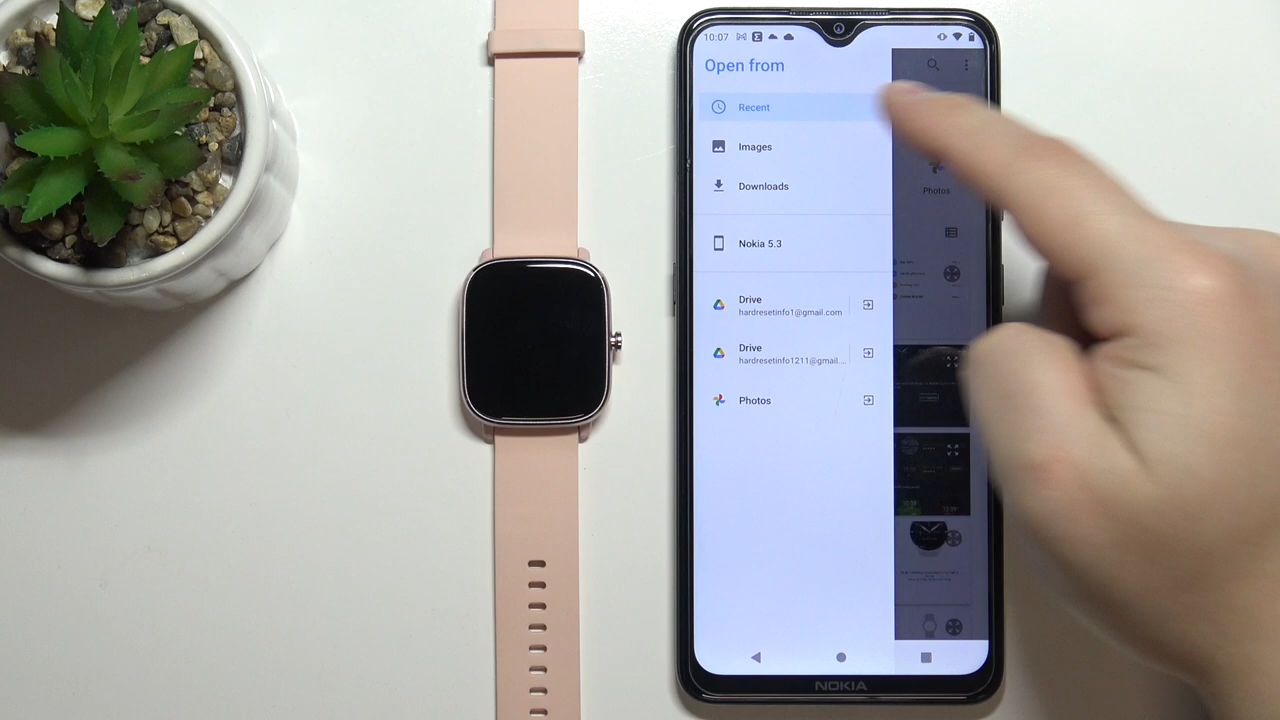 10:07
Open from
Recent
Images
Downloads
Nokia 5.3
Drive
hardresetinfo1@gmail.com
Drive
hardresetinfo1211@gmail....
Photos
Photos
NOKIA